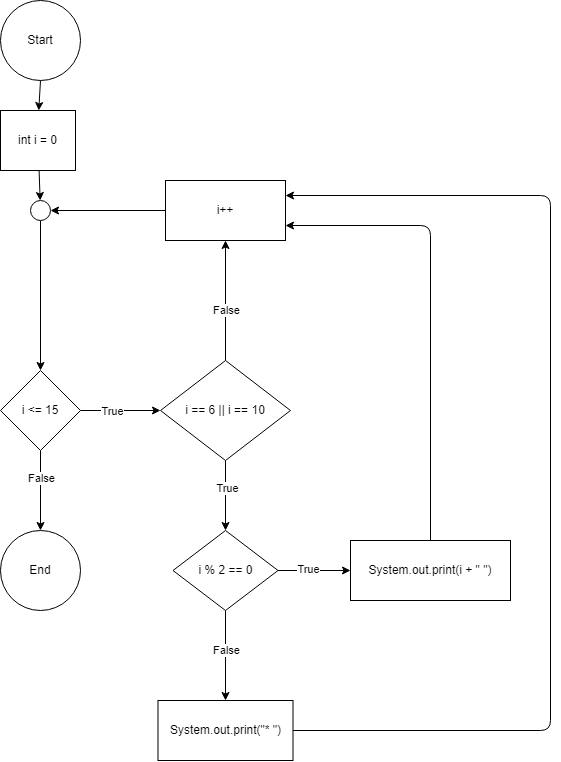 Start
int i = 0
i++
False
i <= 15
True
i == 6 || i == 10
False
True
End
i % 2 == 0
True
System.out.print(i + " ")
False
System.out.print("* ")